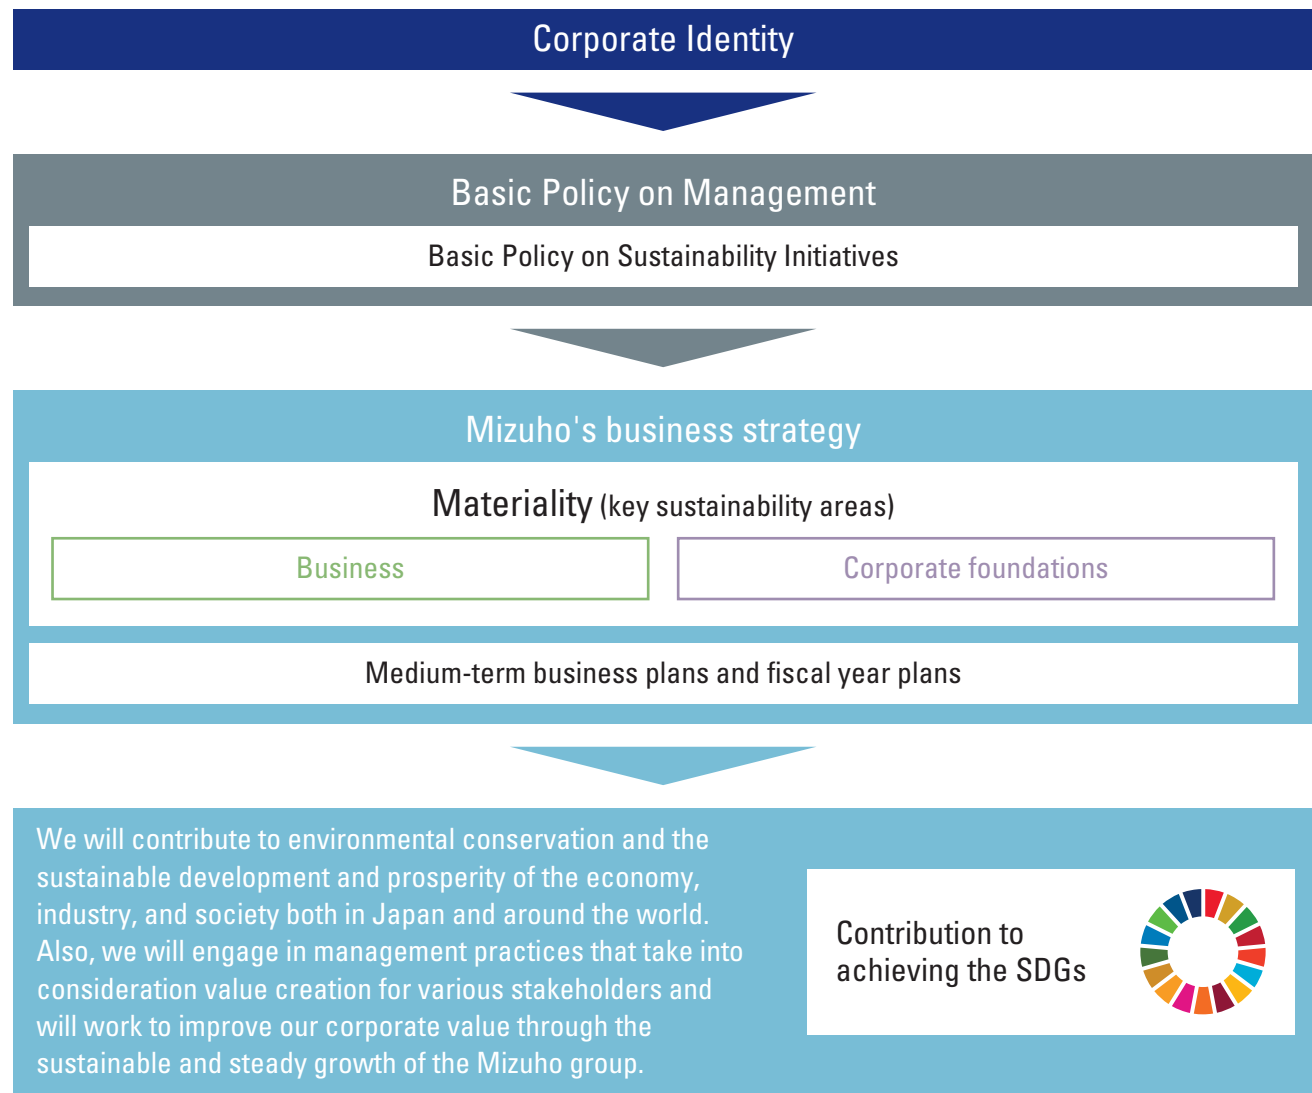 Corporate Identity
Basic Policy on Management
Basic Policy on Sustainability Initiatives
Mizuho's business strategy
Materiality (key sustainability areas)
Business
Corporate foundations
Medium-term business plans and fiscal year plans
We will contribute to environmental conservation and the
sustainable development and prosperity of the economy,
industry, and society both in Japan and around the world.
Also, we will engage in management practices that take into
consideration value creation for various stakeholders and
will work to improve our corporate value through the
sustainable and steady growth of the Mizuho group.
Contribution to
achieving the SDGs